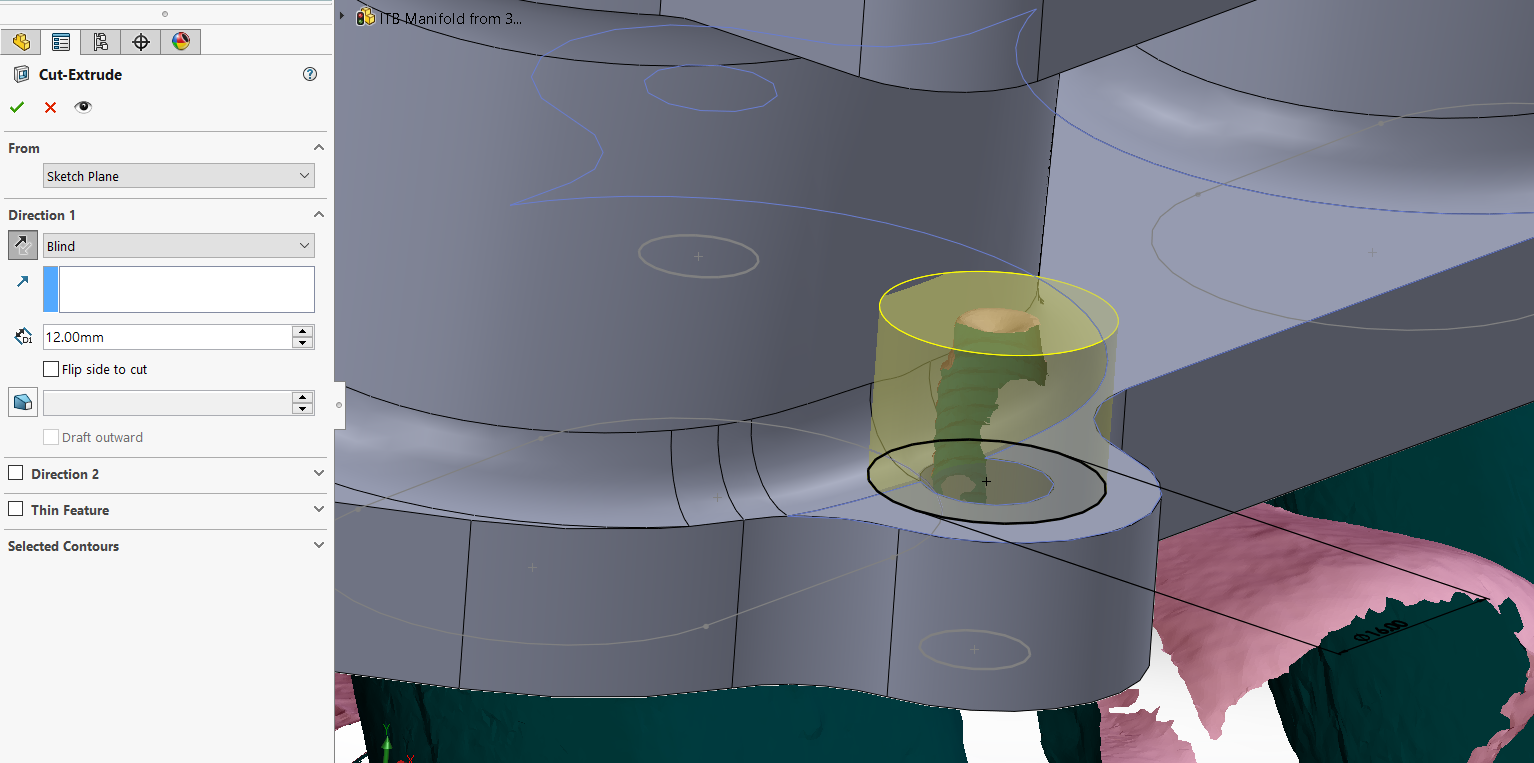 ITB Manifold from 3...
Cut-Extrude
?
From
Sketch Plane
Direction 1
Blind
D1
12.00mm
Flip side to cut
Draft outward
Direction 2
Thin Feature
Selected Contours
Ø16.00
Y
X